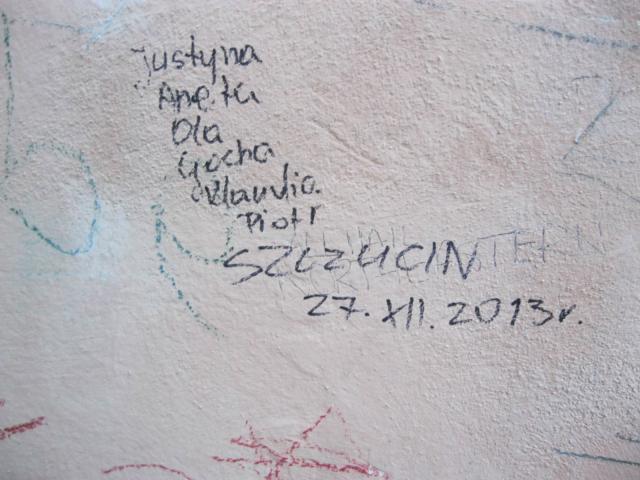 Justyna
Aneta
Ola
Gocha
Klaudia
Piotr
SZCZUCIN
27. XII. 2013r.